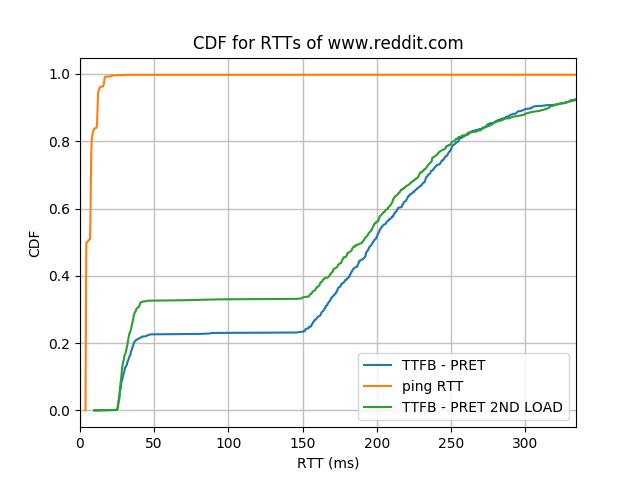 CDF for RTTs of www.reddit.com
1.0
0.8
0.6
0.4
0.2
0.0
CDF
0
50
100
150
200
250
300
RTT (ms)
TTFB - PRET
ping RTT
TTFB - PRET 2ND LOAD